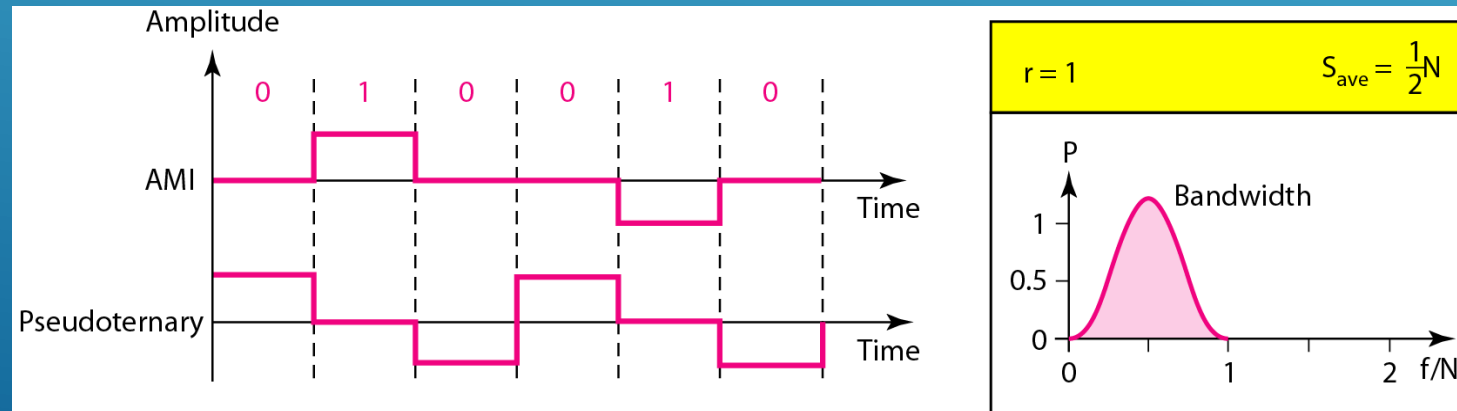 Amplitude
0 1 0 0 1 0
AMI
Time
Pseudoternary
Time
r = 1 S_ave = 1/2 N
P
Bandwidth
1
0.5
0
0 1 2 f/N